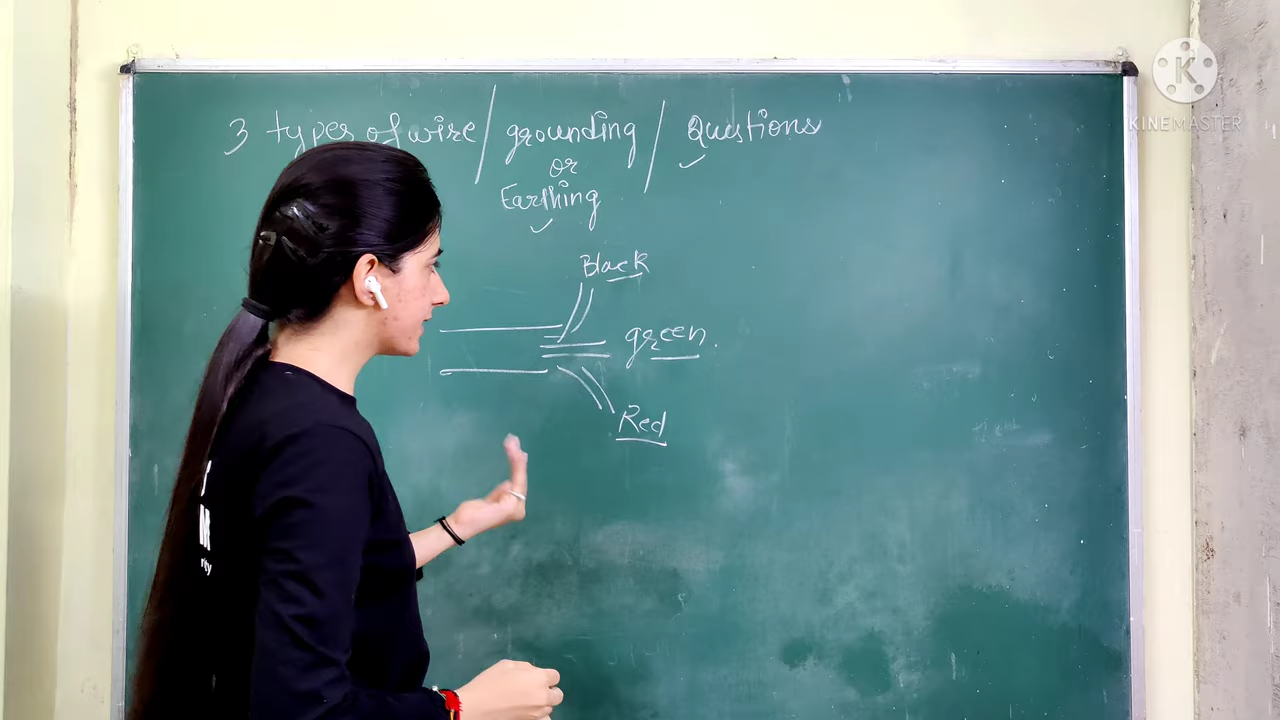 3 types of wire / grounding / Questions
or
Earthing
Black
green.
Red
K
KINEMASTER